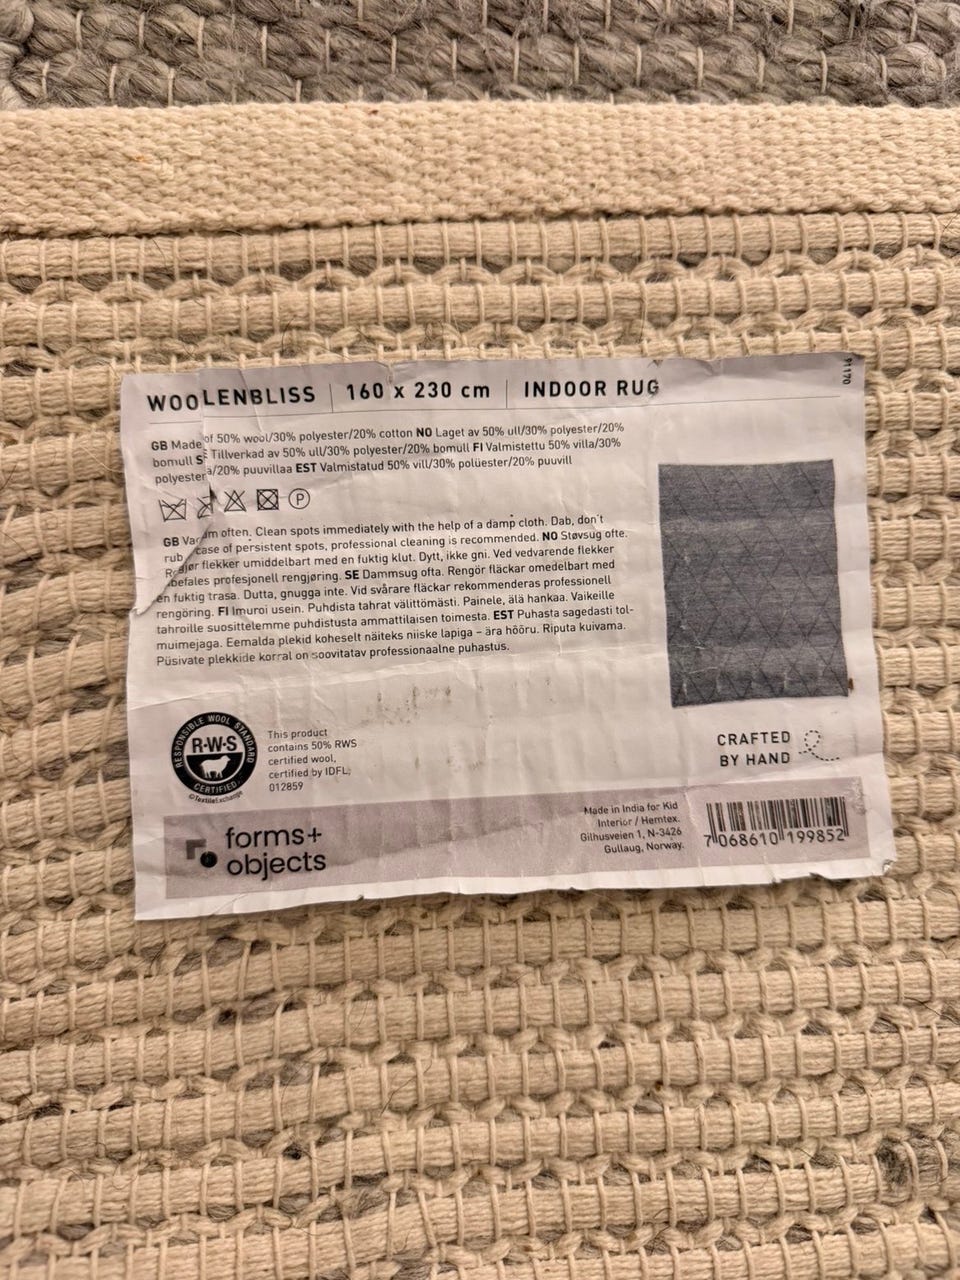 WOOLENBLISS | 160 x 230 cm | INDOOR RUG
91170
GB Made of 50% wool/30% polyester/20% cotton NO Laget av 50% ull/30% polyester/20%
bomull S Tillverkad av 50% ull/30% polyester/20% bomull FI Valmistettu 50% villa/30%
polyester a/20% puuvillaa EST Valmistatud 50% vill/30% polüester/20% puuvill
P
GB Va m often. Clean spots immediately with the help of a damp cloth. Dab, don't
rub case of persistent spots, professional cleaning is recommended. NO Støvsug ofte.
R gjør flekker umiddelbart med en fuktig klut. Dytt, ikke gni. Ved vedvarende flekker
befales profesjonell rengjøring. SE Dammsug ofta. Rengör fläckar omedelbart med
en fuktig trasa. Dutta, gnugga inte. Vid svårare fläckar rekommenderas professionell
rengöring. FI Imuroi usein. Puhdista tahrat välittömästi. Painele, älä hankaa. Vaikeille
tahroille suosittelemme puhdistusta ammattilaisen toimesta. EST Puhasta sagedasti tol-
muimejaga. Eemalda plekid koheselt näiteks niiske lapiga – ära hõõru. Riputa kuivama.
Püsivate plekkide korral on soovitatav professionaalne puhastus.
RESPONSIBLE WOOL STANDARD
R·W·S
CERTIFIED
©TextileExchange
This product
contains 50% RWS
certified wool,
certified by IDFL,
012859
CRAFTED
BY HAND
forms+
objects
Made in India for Kid
Interior / Hemtex.
Gilhusveien 1, N-3426
Gullaug, Norway.
7 068610 199852